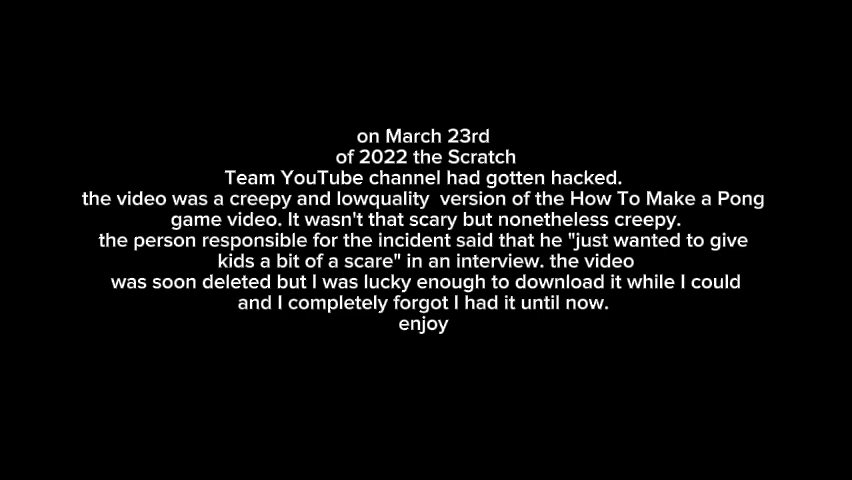 on March 23rd
of 2022 the Scratch
Team YouTube channel had gotten hacked.
the video was a creepy and lowquality  version of the How To Make a Pong
game video. It wasn't that scary but nonetheless creepy.
the person responsible for the incident said that he "just wanted to give
kids a bit of a scare" in an interview. the video
was soon deleted but I was lucky enough to download it while I could
and I completely forgot I had it until now.
enjoy